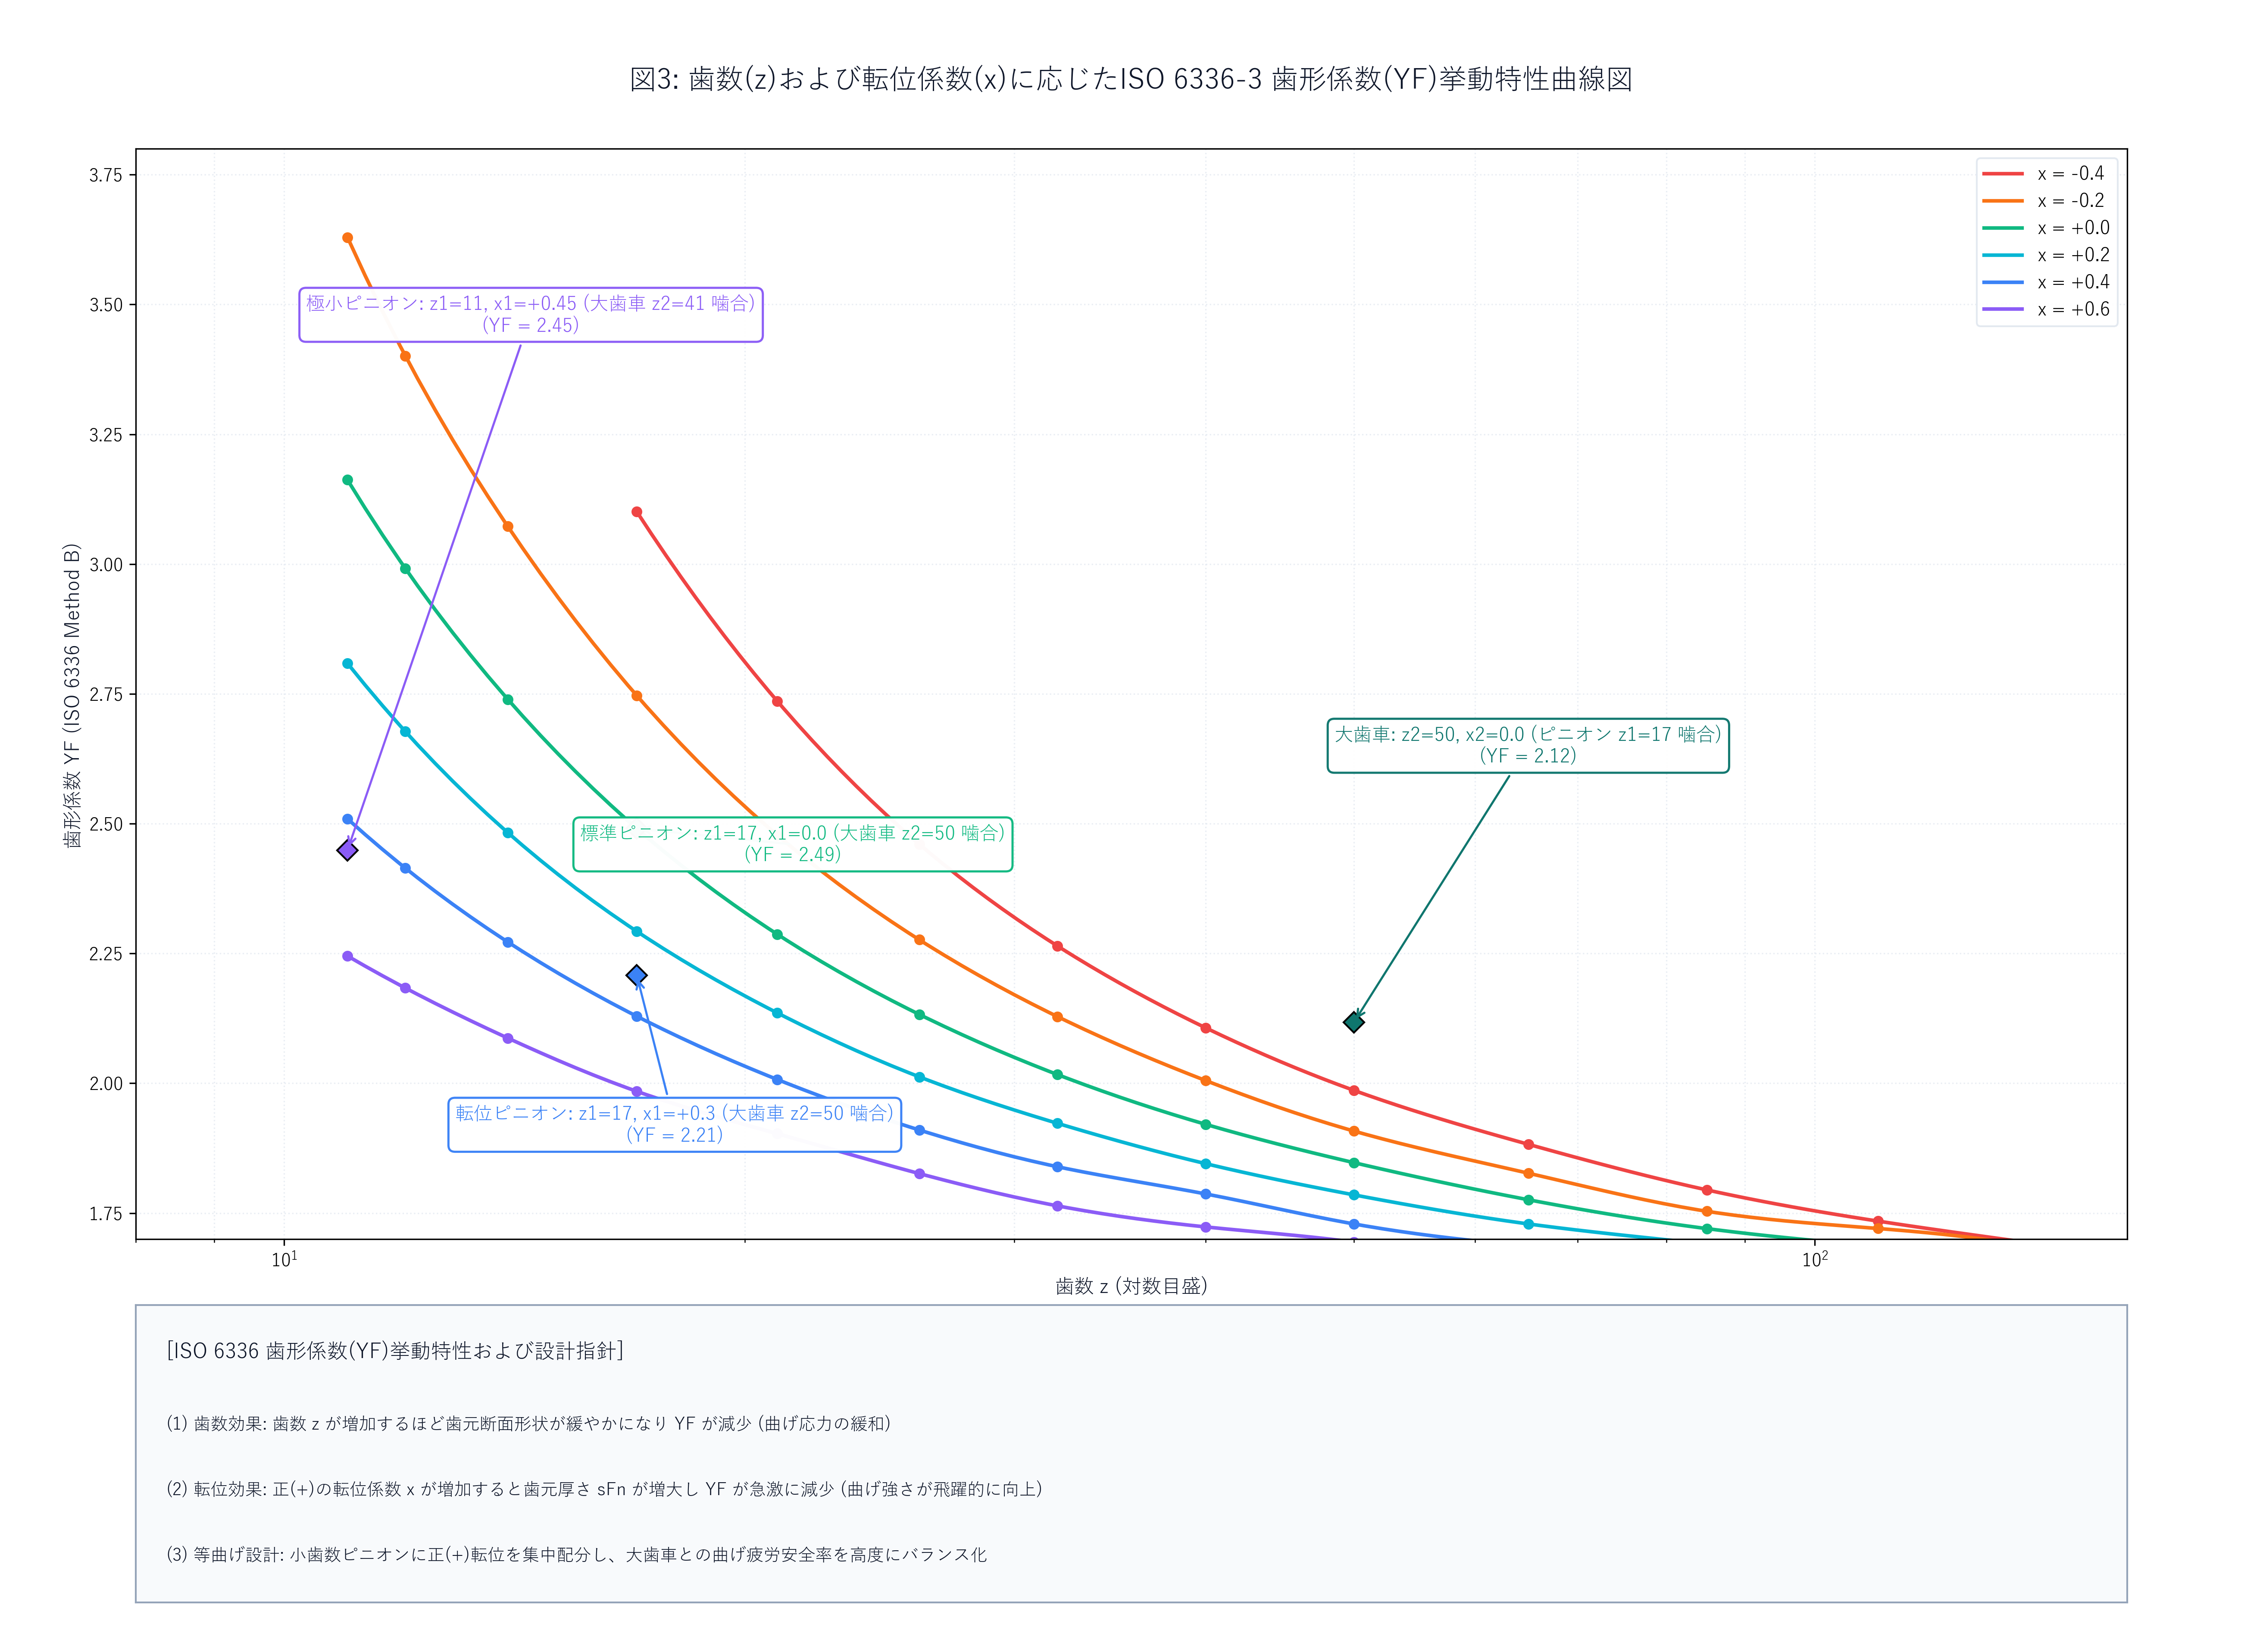 図3: 歯数(z)および転位係数(x)に応じたISO 6336-3 歯形係数(YF)挙動特性曲線図
歯形係数 YF (ISO 6336 Method B)
3.75
3.50
3.25
3.00
2.75
2.50
2.25
2.00
1.75
x = -0.4
x = -0.2
x = +0.0
x = +0.2
x = +0.4
x = +0.6
極小ピニオン: z1=11, x1=+0.45 (大歯車 z2=41 噛合)
(YF = 2.45)
大歯車: z2=50, x2=0.0 (ピニオン z1=17 噛合)
(YF = 2.12)
標準ピニオン: z1=17, x1=0.0 (大歯車 z2=50 噛合)
(YF = 2.49)
転位ピニオン: z1=17, x1=+0.3 (大歯車 z2=50 噛合)
(YF = 2.21)
10¹
10²
歯数 z (対数目盛)
[ISO 6336 歯形係数(YF)挙動特性および設計指針]
(1) 歯数効果: 歯数 z が増加するほど歯元断面形状が緩やかになり YF が減少 (曲げ応力の緩和)
(2) 転位効果: 正(+)の転位係数 x が増加すると歯元厚さ sFn が増大し YF が急激に減少 (曲げ強さが飛躍的に向上)
(3) 等曲げ設計: 小歯数ピニオンに正(+)転位を集中配分し、大歯車との曲げ疲労安全率を高度にバランス化